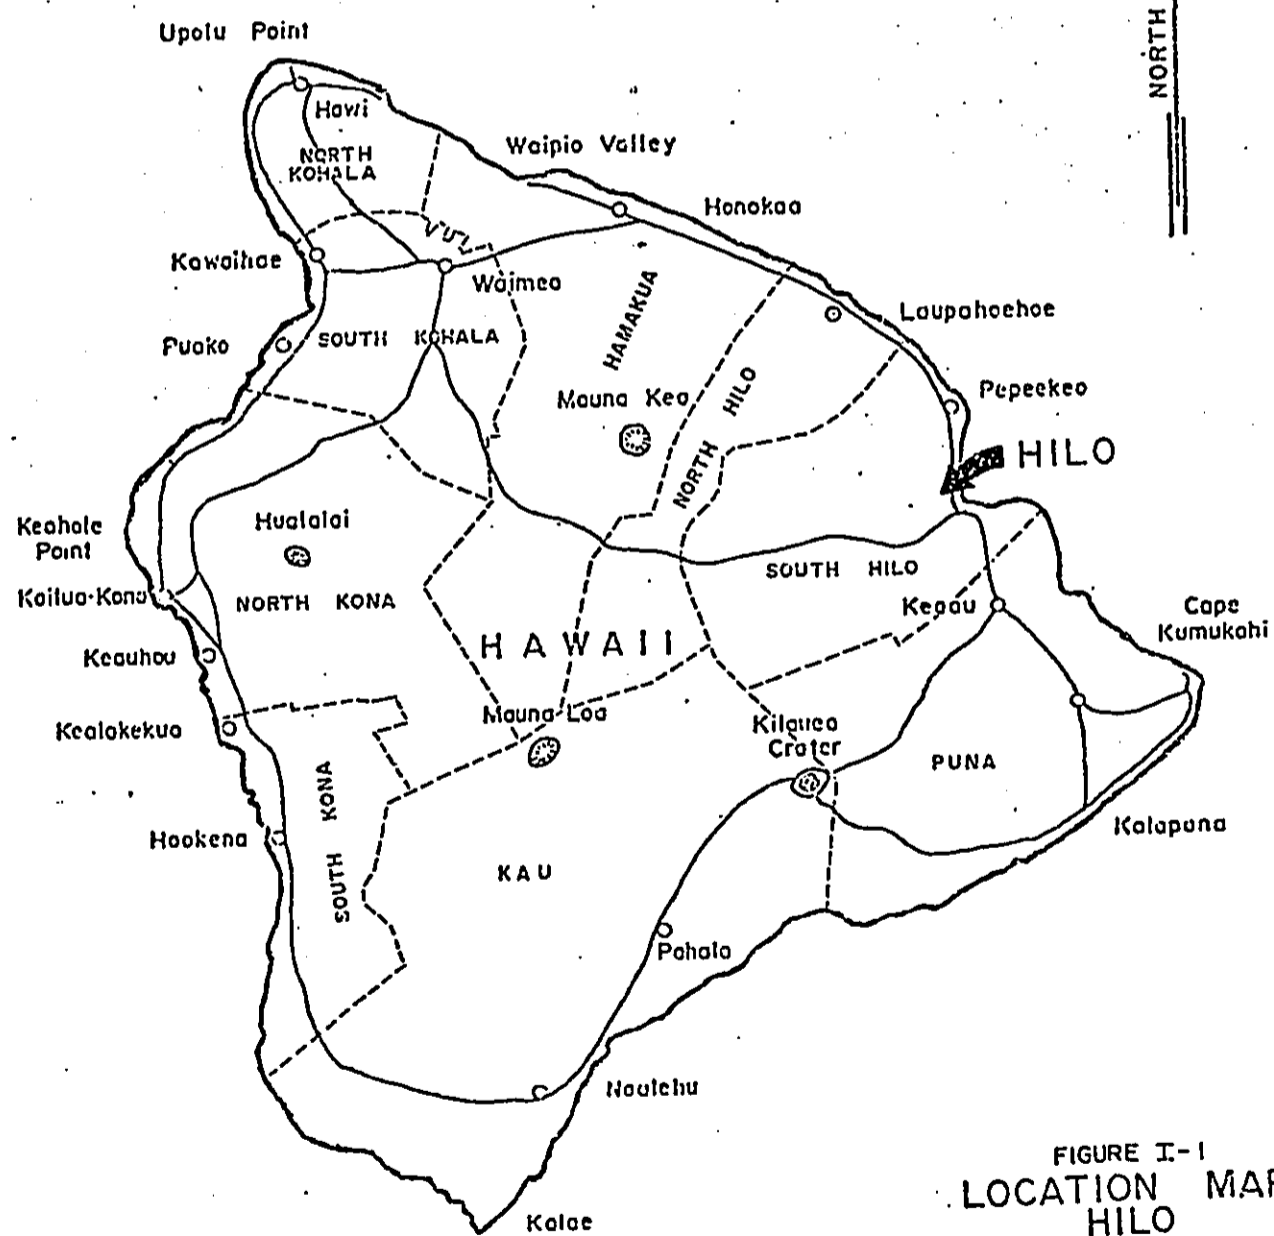 Upolu Point
NORTH
Hawi
NORTH
KOHALA
Waipio Valley
Honokaa
Kawaihae
Waimea
HAMAKUA
Laupahoehoe
Puako
SOUTH KOHALA
Mauna Kea
NORTH HILO
Pepeekeo
HILO
Keahole
Point
Hualalai
Kailua-Kona
NORTH KONA
SOUTH HILO
Keaau
Cape
Kumukahi
HAWAII
Keauhou
Kealakekua
Mauna Loa
Kilauea
Crater
PUNA
SOUTH KONA
Hookena
KAU
Kalapana
Pahala
Naalehu
Kalae
FIGURE I-1
LOCATION MAP
HILO